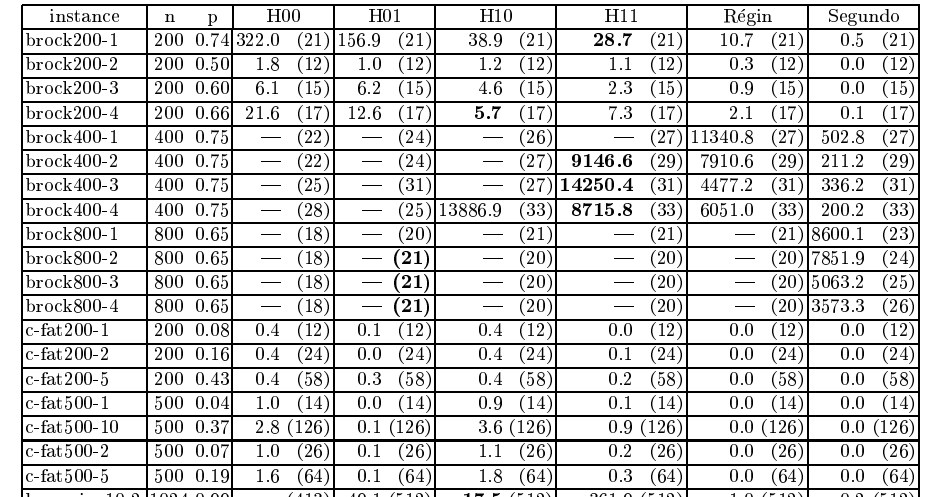 instance n p H00 H01 H10 H11 Régin Segundo
brock200-1 200 0.74 322.0 (21) 156.9 (21) 38.9 (21) 28.7 (21) 10.7 (21) 0.5 (21)
brock200-2 200 0.50 1.8 (12) 1.0 (12) 1.2 (12) 1.1 (12) 0.3 (12) 0.0 (12)
brock200-3 200 0.60 6.1 (15) 6.2 (15) 4.6 (15) 2.3 (15) 0.9 (15) 0.0 (15)
brock200-4 200 0.66 21.6 (17) 12.6 (17) 5.7 (17) 7.3 (17) 2.1 (17) 0.1 (17)
brock400-1 400 0.75 — (22) — (24) — (26) — (27) 11340.8 (27) 502.8 (27)
brock400-2 400 0.75 — (22) — (24) — (27) 9146.6 (29) 7910.6 (29) 211.2 (29)
brock400-3 400 0.75 — (25) — (31) — (27) 14250.4 (31) 4477.2 (31) 336.2 (31)
brock400-4 400 0.75 — (28) — (25) 13886.9 (33) 8715.8 (33) 6051.0 (33) 200.2 (33)
brock800-1 800 0.65 — (18) — (20) — (21) — (21) — (21) 8600.1 (23)
brock800-2 800 0.65 — (18) — (21) — (20) — (20) — (20) 7851.9 (24)
brock800-3 800 0.65 — (18) — (21) — (20) — (20) — (20) 5063.2 (25)
brock800-4 800 0.65 — (18) — (21) — (20) — (20) — (20) 3573.3 (26)
c-fat200-1 200 0.08 0.4 (12) 0.1 (12) 0.4 (12) 0.0 (12) 0.0 (12) 0.0 (12)
c-fat200-2 200 0.16 0.4 (24) 0.0 (24) 0.4 (24) 0.1 (24) 0.0 (24) 0.0 (24)
c-fat200-5 200 0.43 0.4 (58) 0.3 (58) 0.4 (58) 0.2 (58) 0.0 (58) 0.0 (58)
c-fat500-1 500 0.04 1.0 (14) 0.0 (14) 0.9 (14) 0.1 (14) 0.0 (14) 0.0 (14)
c-fat500-10 500 0.37 2.8 (126) 0.1 (126) 3.6 (126) 0.9 (126) 0.0 (126) 0.0 (126)
c-fat500-2 500 0.07 1.0 (26) 0.1 (26) 1.1 (26) 0.2 (26) 0.0 (26) 0.0 (26)
c-fat500-5 500 0.19 1.6 (64) 0.1 (64) 1.8 (64) 0.3 (64) 0.0 (64) 0.0 (64)